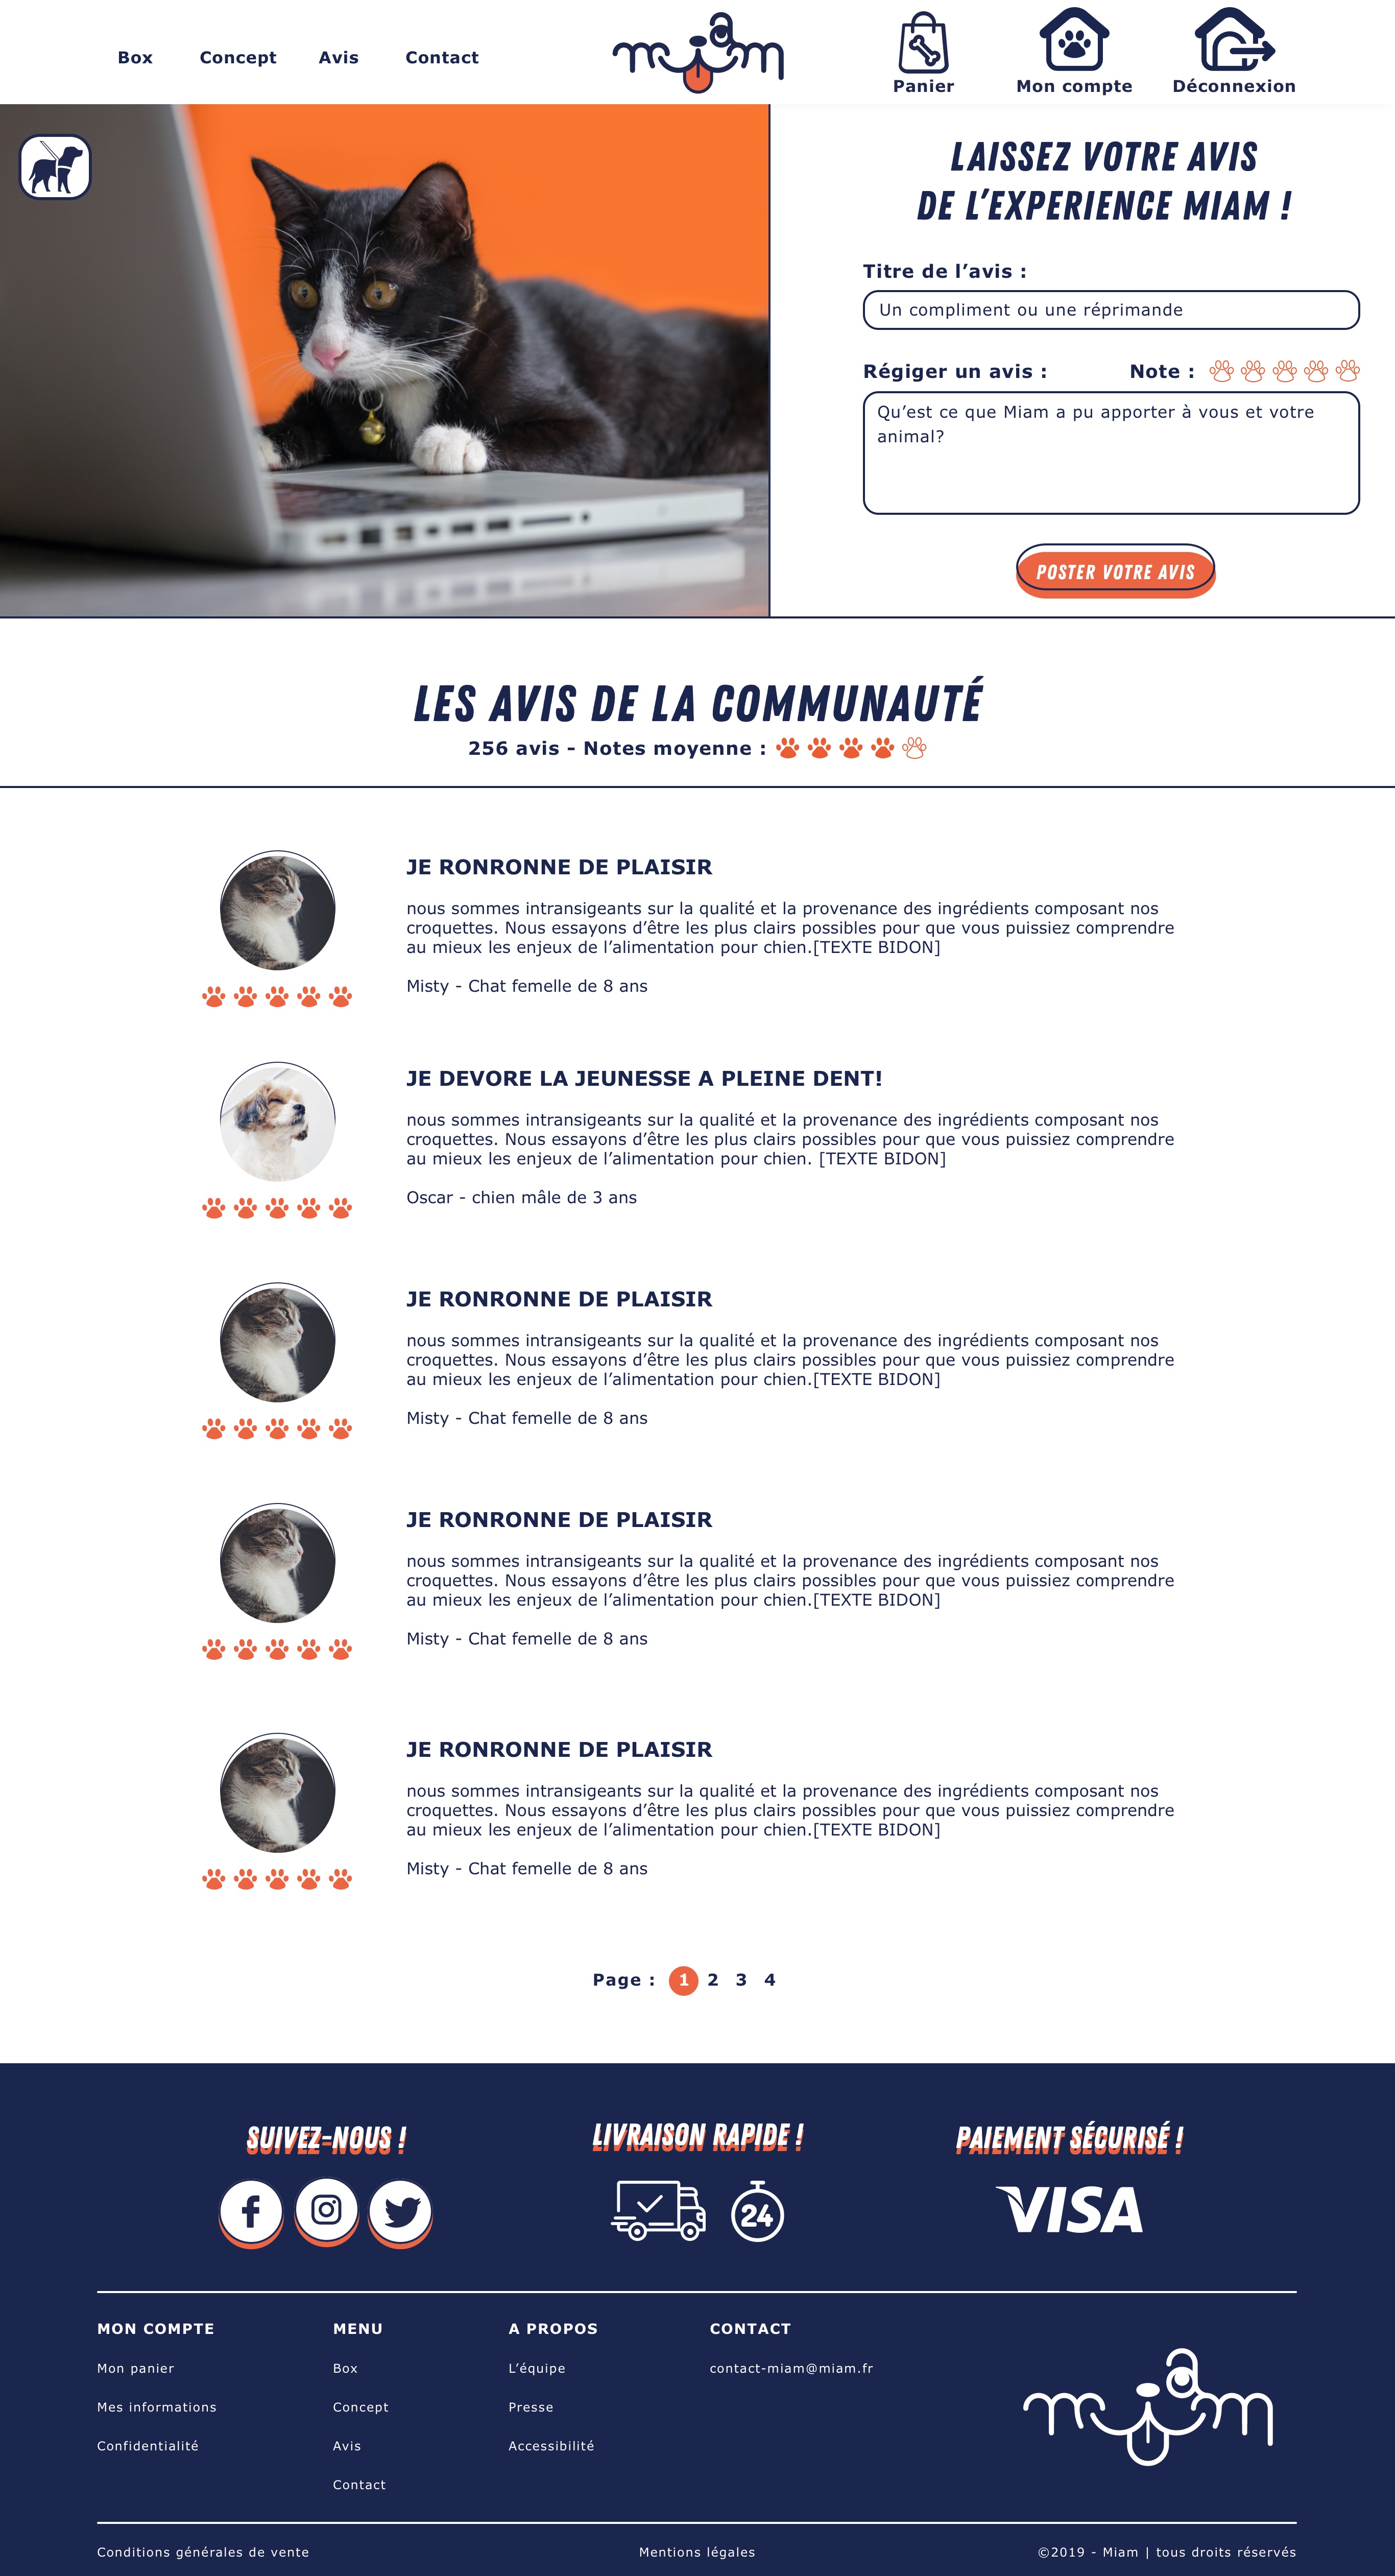 Box Concept Avis Contact
miam
Panier Mon compte Déconnexion
LAISSEZ VOTRE AVIS
DE L’EXPERIENCE MIAM !
Titre de l’avis :
Un compliment ou une réprimande
Régiger un avis : Note :
Qu’est ce que Miam a pu apporter à vous et votre
animal?
POSTER VOTRE AVIS
LES AVIS DE LA COMMUNAUTÉ
256 avis - Notes moyenne :
JE RONRONNE DE PLAISIR
nous sommes intransigeants sur la qualité et la provenance des ingrédients composant nos
croquettes. Nous essayons d’être les plus clairs possibles pour que vous puissiez comprendre
au mieux les enjeux de l’alimentation pour chien.[TEXTE BIDON]
Misty - Chat femelle de 8 ans
JE DEVORE LA JEUNESSE A PLEINE DENT!
nous sommes intransigeants sur la qualité et la provenance des ingrédients composant nos
croquettes. Nous essayons d’être les plus clairs possibles pour que vous puissiez comprendre
au mieux les enjeux de l’alimentation pour chien. [TEXTE BIDON]
Oscar - chien mâle de 3 ans
JE RONRONNE DE PLAISIR
nous sommes intransigeants sur la qualité et la provenance des ingrédients composant nos
croquettes. Nous essayons d’être les plus clairs possibles pour que vous puissiez comprendre
au mieux les enjeux de l’alimentation pour chien.[TEXTE BIDON]
Misty - Chat femelle de 8 ans
JE RONRONNE DE PLAISIR
nous sommes intransigeants sur la qualité et la provenance des ingrédients composant nos
croquettes. Nous essayons d’être les plus clairs possibles pour que vous puissiez comprendre
au mieux les enjeux de l’alimentation pour chien.[TEXTE BIDON]
Misty - Chat femelle de 8 ans
JE RONRONNE DE PLAISIR
nous sommes intransigeants sur la qualité et la provenance des ingrédients composant nos
croquettes. Nous essayons d’être les plus clairs possibles pour que vous puissiez comprendre
au mieux les enjeux de l’alimentation pour chien.[TEXTE BIDON]
Misty - Chat femelle de 8 ans
Page : 1 2 3 4
SUIVEZ-NOUS ! LIVRAISON RAPIDE ! PAIEMENT SÉCURISÉ !
24 VISA
MON COMPTE MENU A PROPOS CONTACT
Mon panier Box L’équipe contact-miam@miam.fr
Mes informations Concept Presse
miam
Confidentialité Avis Accessibilité
Contact
Conditions générales de vente Mentions légales ©2019 - Miam | tous droits réservés